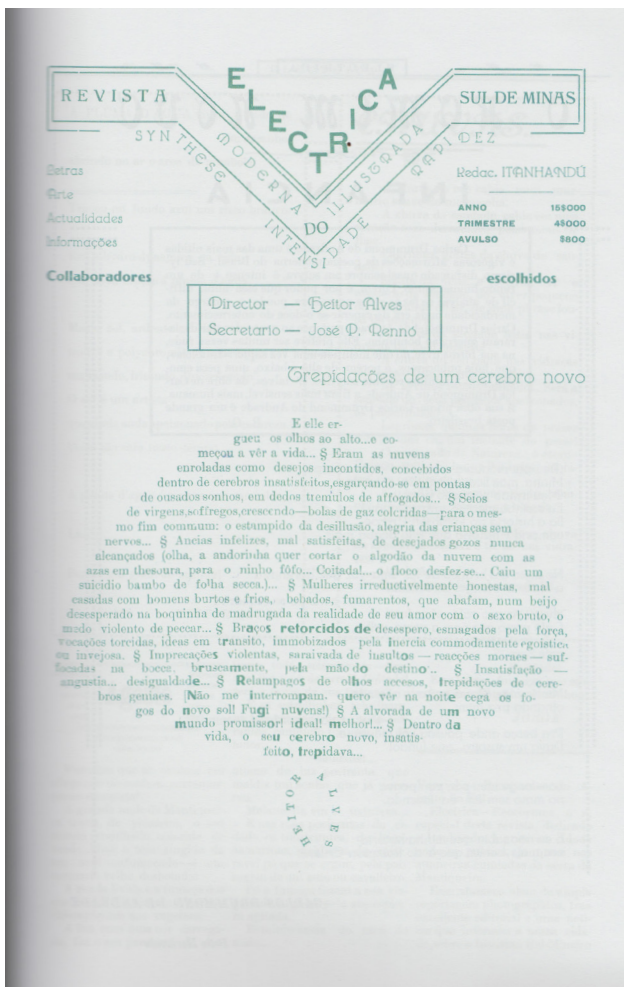 REVISTA
ELECTRICA
SUL DE MINAS
SYNTHESE MODERNA DO ILLUSTRADA RAPIDEZ
INTENSIDADE
Letras
Arte
Actualidades
Informações
Collaboradores
Redac. ITANHANDÚ
ANNO 15$000
TRIMESTRE 4$000
AVULSO $600
escolhidos
Director — Heitor Alves
Secretario — José P. Rennó
Trepidações de um cerebro novo
E elle er-
gueu os olhos ao alto...e co-
meçou a vêr a vida... § Eram as nuvens
enroladas como desejos incontidos, concebidos
dentro de cerebros insatisfeitos,esgarçando-se em pontas
de ousados sonhos, em dedos tremulos de affogados... § Seios
de virgens,soffregos,crescendo—bolas de gaz coloridas—para o mes-
mo fim commum: o estampido da desillusão, alegria das crianças sem
nervos... § Ancias infelizes, mal satisfeitas, de desejados gozos nunca
alcançados (olha, a andorinha quer cortar o algodão da nuvem com as
azas em thesoura, para o ninho fôfo... Coitada!... o floco desfez-se... Caiu um
suicidio bambo de folha secca.)... § Mulheres irreductivelmente honestas, mal
casadas com homens burtos e frios, bebados, fumarentos, que abafam, num beijo
desesperado na boquinha de madrugada da realidade de seu amor com o sexo bruto, o
modo violento de peccar... § Braços retorcidos de desespero, esmagados pela força,
vocações torcidas, ideas em transito, immobizados pela Inercia commodamente egoistica
ou invejosa. § Imprecações violentas, saraivada de insultos — reacções moraes — suf-
focadas na bocca, bruscamente, pela mão do destino... § Insatisfação —
angustia... desigualdade... § Relampagos de olhos accesos, trepidações de cere-
bros geniaes. (Não me interrompam. quero vêr na noite cega os fo-
gos do novo sol! Fugi nuvens!) § A alvorada de um novo
mundo promissor! ideal! melhor!... § Dentro da
vida, o seu cerebro novo, insatis-
feito, trepidava...
HEITOR ALVES